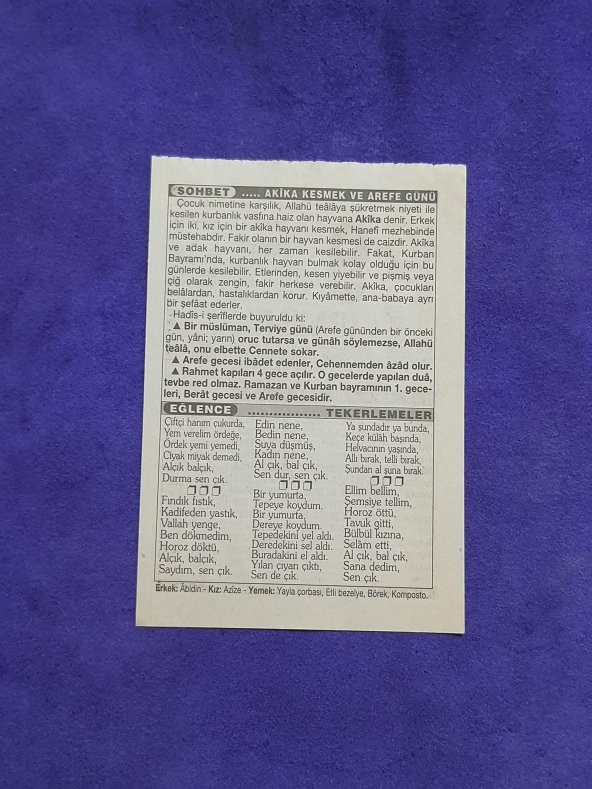 SOHBET ..... AKÎKA KESMEK VE AREFE GÜNÜ
Çocuk nimetine karşılık, Allahü teâlâya şükretmek niyeti ile
kesilen kurbanlık vasfına haiz olan hayvana Akîka denir. Erkek
için iki, kız için bir akîka hayvanı kesmek, Hanefî mezhebinde
müstehabdır. Fakir olanın bir hayvan kesmesi de caizdir. Akîka
ve adak hayvanı, her zaman kesilebilir. Fakat, Kurban
Bayramı'nda, kurbanlık hayvan bulmak kolay olduğu için bu
günlerde kesilebilir. Etlerinden, kesen yiyebilir ve pişmiş veya
çiğ olarak zengin, fakir herkese verebilir. Akîka, çocukları
belâlardan, hastalıklardan korur. Kıyâmette, ana-babaya ayrı
bir şefâat ederler.
Hadîs-i şerîflerde buyuruldu ki:
▲ Bir müslüman, Terviye günü (Arefe gününden bir önceki
gün, yâni; yarın) oruc tutarsa ve günâh söylemezse, Allahü
teâlâ, onu elbette Cennete sokar.
▲ Arefe gecesi ibâdet edenler, Cehennemden âzâd olur.
▲ Rahmet kapıları 4 gece açılır. O gecelerde yapılan duâ,
tevbe red olmaz. Ramazan ve Kurban bayramının 1. gece-
leri, Berât gecesi ve Arefe gecesidir.
EĞLENCE ................. TEKERLEMELER
Çiftçi hanım çukurda,
Yem verelim ördeğe,
Ördek yemi yemedi,
Ciyak miyak demedi,
Alçık balçık,
Durma sen çık.
❒ ❒ ❒
Fındık fıstık,
Kadifeden yastık,
Vallah yenge,
Ben dökmedim,
Horoz döktü,
Alçık, balçık,
Saydım, sen çık.
Edin nene,
Bedin nene,
Suya düşmüş,
Kadın nene,
Al çık, bal çık,
Sen dur, sen çık.
❒ ❒ ❒
Bir yumurta,
Tepeye koydum.
Bir yumurta,
Dereye koydum.
Tepedekini yel aldı.
Deredekini sel aldı.
Buradakini el aldı.
Yılan çıyan çıktı,
Sen de çık.
Ya şundadır ya bunda,
Keçe külâh başında,
Helvacının yaşında,
Allı bırak, telli bırak,
Şundan al şuna bırak.
❒ ❒ ❒
Ellim bellim,
Şemsiye tellim,
Horoz öttü,
Tavuk gitti,
Bülbül kızına,
Selâm etti,
Al çık, bal çık,
Sana dedim,
Sen çık.
Erkek: Âbidin - Kız: Azîze - Yemek: Yayla çorbası, Etli bezelye, Börek, Komposto.